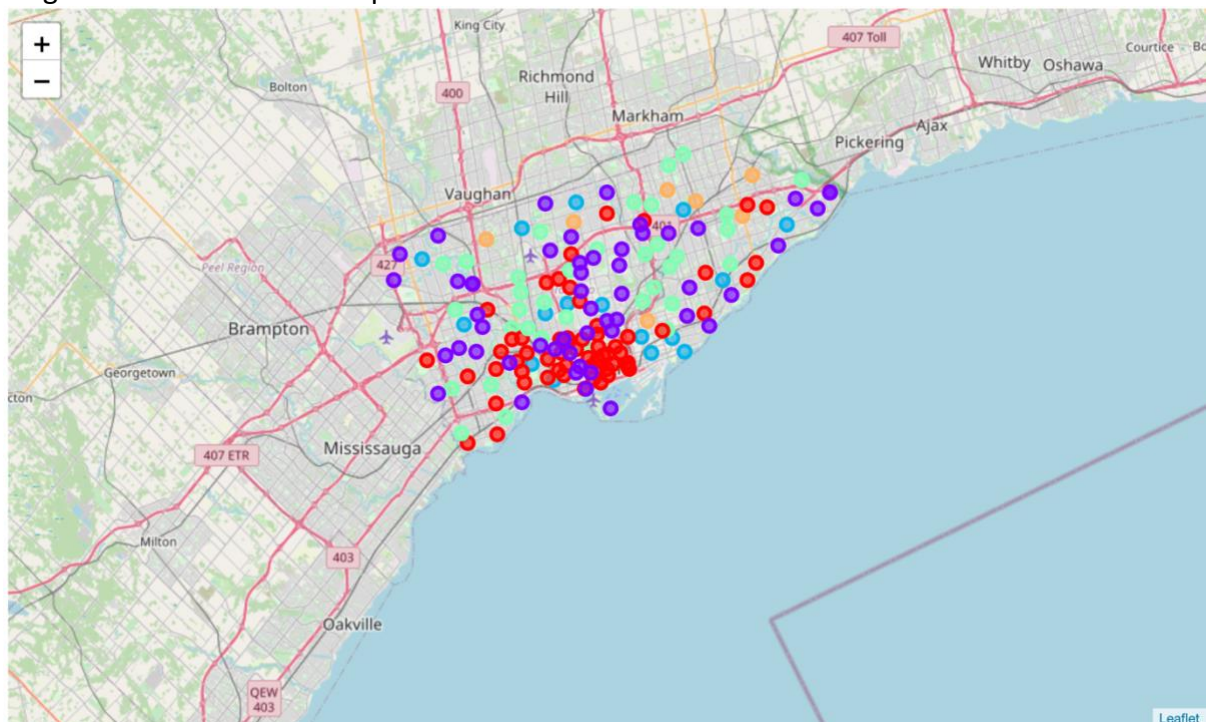 +
−
King City
407 Toll
Courtice
Whitby
Oshawa
Richmond
Hill
Bolton
400
Markham
Ajax
Pickering
Vaughan
401
427
Peel Region
Brampton
Georgetown
Mississauga
407 ETR
Milton
403
Oakville
QEW
403
Leaflet